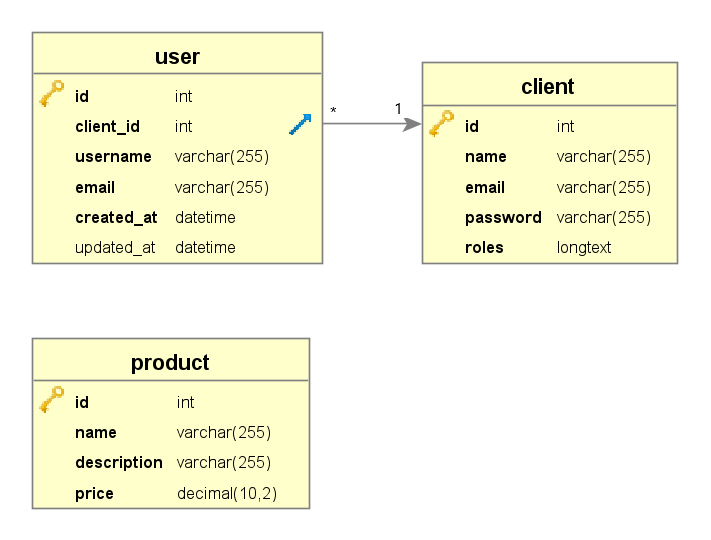 user
id int
client_id int
username varchar(255)
email varchar(255)
created_at datetime
updated_at datetime
* 1
client
id int
name varchar(255)
email varchar(255)
password varchar(255)
roles longtext
product
id int
name varchar(255)
description varchar(255)
price decimal(10,2)